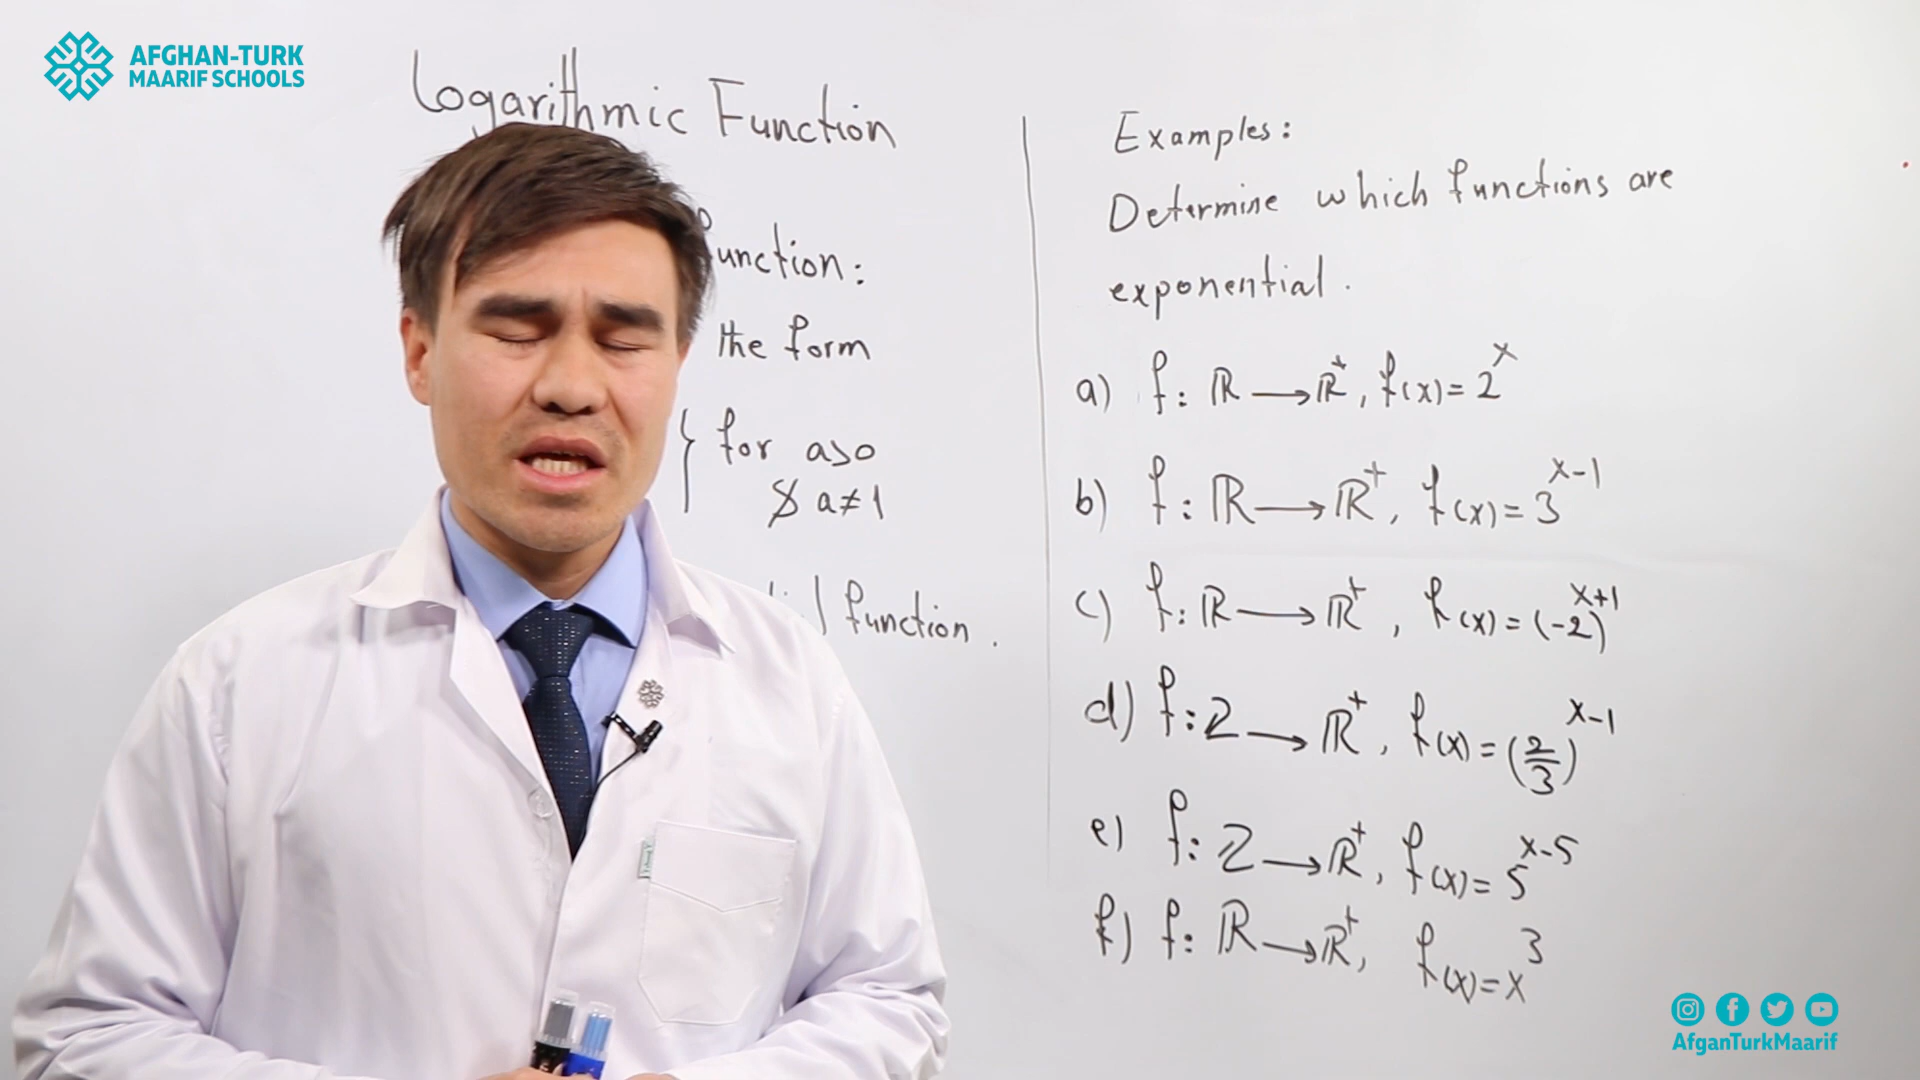 AFGHAN-TURK
MAARIF SCHOOLS
Logarithmic Function
unction:
the form
} for a>0
$ a≠1
function.
Examples:
Determine which functions are
exponential.
a) f: ℝ → ℝ⁺, f(x) = 2^x
b) f: ℝ → ℝ⁺, f(x) = 3^(x-1)
c) f: ℝ → ℝ⁺, f(x) = (-2)^(x+1)
d) f: Z → ℝ⁺, f(x) = (2/3)^(x-1)
e) f: Z → ℝ⁺, f(x) = 5^(x-5)
f) f: ℝ → ℝ⁺, f(x) = x^3
AfganTurkMaarif